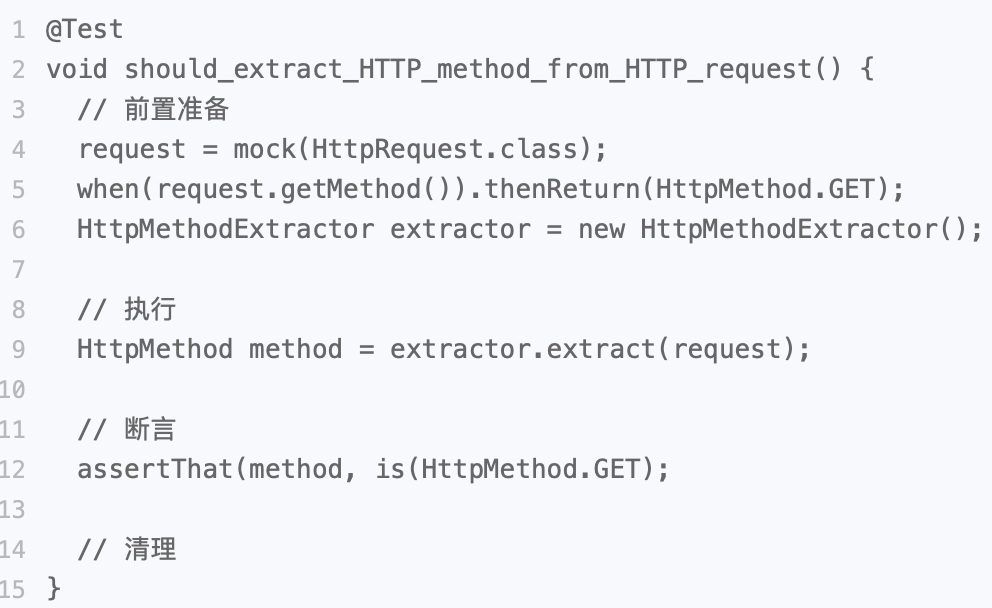 1 @Test
2 void should_extract_HTTP_method_from_HTTP_request() {
3   // 前置准备
4   request = mock(HttpRequest.class);
5   when(request.getMethod()).thenReturn(HttpMethod.GET);
6   HttpMethodExtractor extractor = new HttpMethodExtractor();
7
8   // 执行
9   HttpMethod method = extractor.extract(request);
10
11   // 断言
12   assertThat(method, is(HttpMethod.GET);
13
14   // 清理
15 }